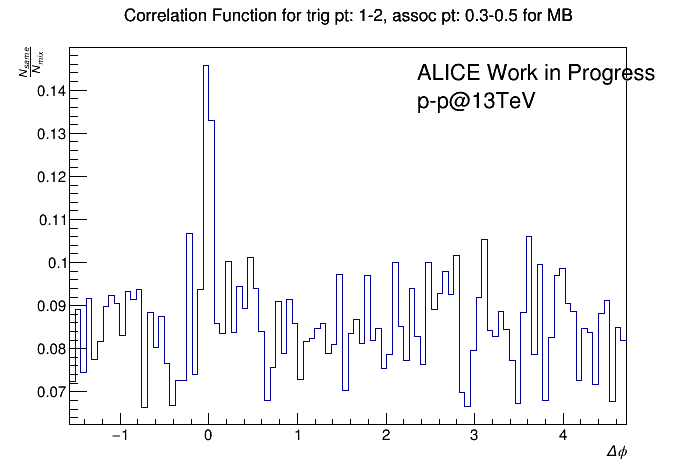 Correlation Function for trig pt: 1-2, assoc pt: 0.3-0.5 for MB
N_same
N_mix
ALICE Work in Progress
p-p@13TeV
0.14
0.13
0.12
0.11
0.1
0.09
0.08
0.07
−1 0 1 2 3 4
Δϕ